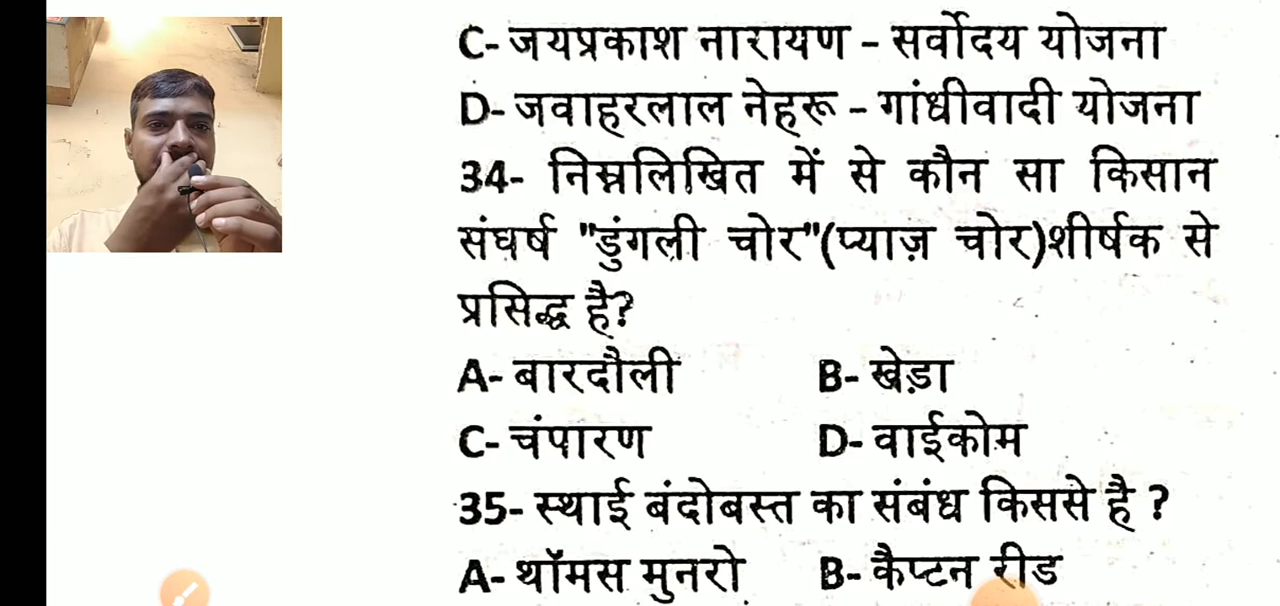 C- जयप्रकाश नारायण – सर्वोदय योजना
D- जवाहरलाल नेहरू – गांधीवादी योजना
34- निम्नलिखित में से कौन सा किसान
संघर्ष "डुंगली चोर"(प्याज़ चोर)शीर्षक से
प्रसिद्ध है?
A- बारदौली B- खेड़ा
C- चंपारण D- वाईकोम
35- स्थाई बंदोबस्त का संबंध किससे है ?
A- थॉमस मुनरो B- कैप्टन रीड